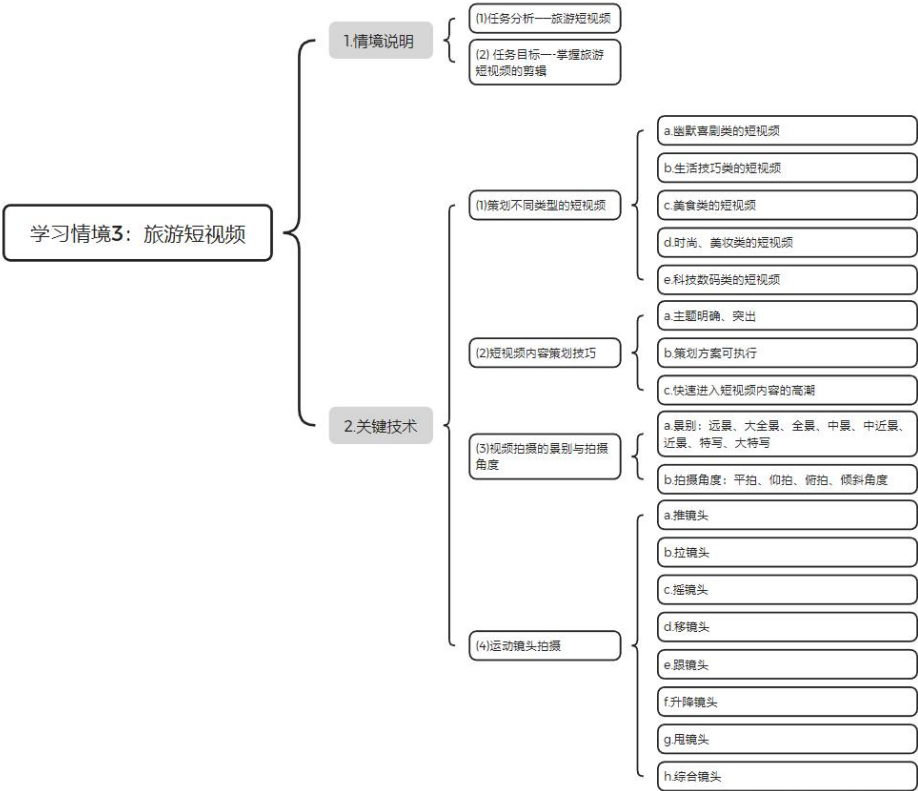 学习情境3：旅游短视频
1.情境说明
(1)任务分析——旅游短视频
(2) 任务目标—-掌握旅游
短视频的剪辑
2.关键技术
(1)策划不同类型的短视频
a.幽默喜剧类的短视频
b.生活技巧类的短视频
c.美食类的短视频
d.时尚、美妆类的短视频
e.科技数码类的短视频
(2)短视频内容策划技巧
a.主题明确、突出
b.策划方案可执行
c.快速进入短视频内容的高潮
(3)视频拍摄的景别与拍摄
角度
a.景别：远景、大全景、全景、中景、中近景、
近景、特写、大特写
b.拍摄角度：平拍、仰拍、俯拍、倾斜角度
(4)运动镜头拍摄
a.推镜头
b.拉镜头
c.摇镜头
d.移镜头
e.跟镜头
f.升降镜头
g.甩镜头
h.综合镜头